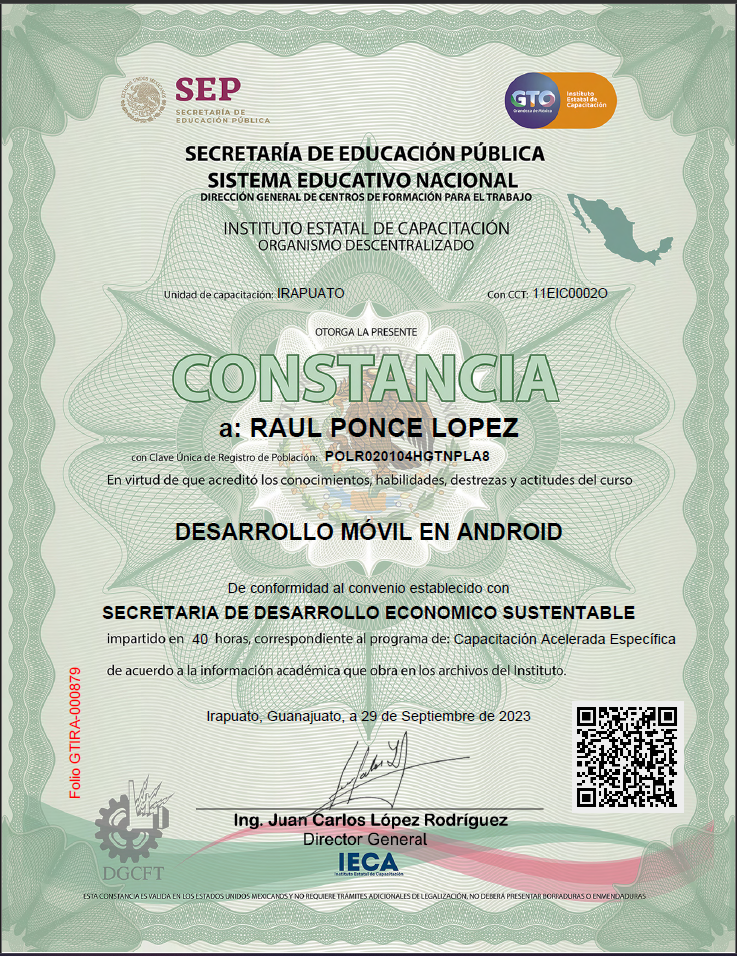 SEP
SECRETARÍA DE
EDUCACIÓN PÚBLICA
GTO
Grandeza de México
Instituto
Estatal de
Capacitación
SECRETARÍA DE EDUCACIÓN PÚBLICA
SISTEMA EDUCATIVO NACIONAL
DIRECCIÓN GENERAL DE CENTROS DE FORMACIÓN PARA EL TRABAJO
INSTITUTO ESTATAL DE CAPACITACIÓN
ORGANISMO DESCENTRALIZADO
Unidad de capacitación: IRAPUATO Con CCT: 11EIC0002O
OTORGA LA PRESENTE
CONSTANCIA
a: RAUL PONCE LOPEZ
con Clave Única de Registro de Población: POLR020104HGTNPLA8
En virtud de que acreditó los conocimientos, habilidades, destrezas y actitudes del curso
DESARROLLO MÓVIL EN ANDROID
De conformidad al convenio establecido con
SECRETARIA DE DESARROLLO ECONOMICO SUSTENTABLE
impartido en 40 horas, correspondiente al programa de: Capacitación Acelerada Específica
de acuerdo a la información académica que obra en los archivos del Instituto.
Folio GTIRA-000879
Irapuato, Guanajuato, a 29 de Septiembre de 2023
Ing. Juan Carlos López Rodríguez
Director General
DGCFT
IECA
Instituto Estatal de Capacitación
ESTA CONSTANCIA ES VALIDA EN LOS ESTADOS UNIDOS MEXICANOS Y NO REQUIERE TRÁMITES ADICIONALES DE LEGALIZACIÓN, NO DEBERÁ PRESENTAR BORRADURAS O ENMENDADURAS